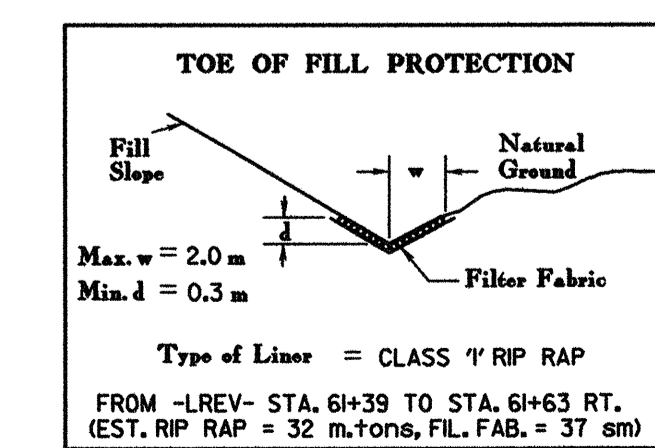 TOE OF FILL PROTECTION
Fill
Slope
Natural
Ground
w
d
Max. w = 2.0 m
Min. d = 0.3 m
Filter Fabric
Type of Liner = CLASS 'I' RIP RAP
FROM -LREV- STA. 61+39 TO STA. 61+63 RT.
(EST. RIP RAP = 32 m.tons, FIL. FAB. = 37 sm)